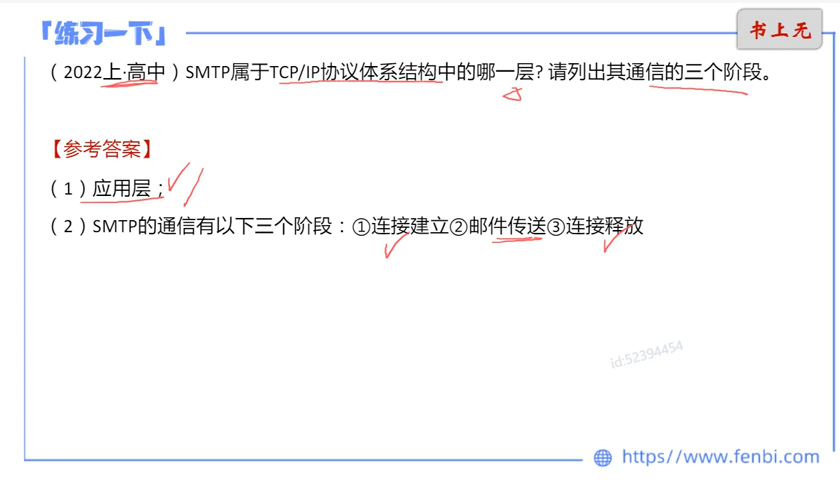 「练习一下」
书上无
（2022上·高中）SMTP属于TCP/IP协议体系结构中的哪一层? 请列出其通信的三个阶段。
【参考答案】
（1）应用层；
（2）SMTP的通信有以下三个阶段：①连接建立②邮件传送③连接释放
id:52394454
https//www.fenbi.com